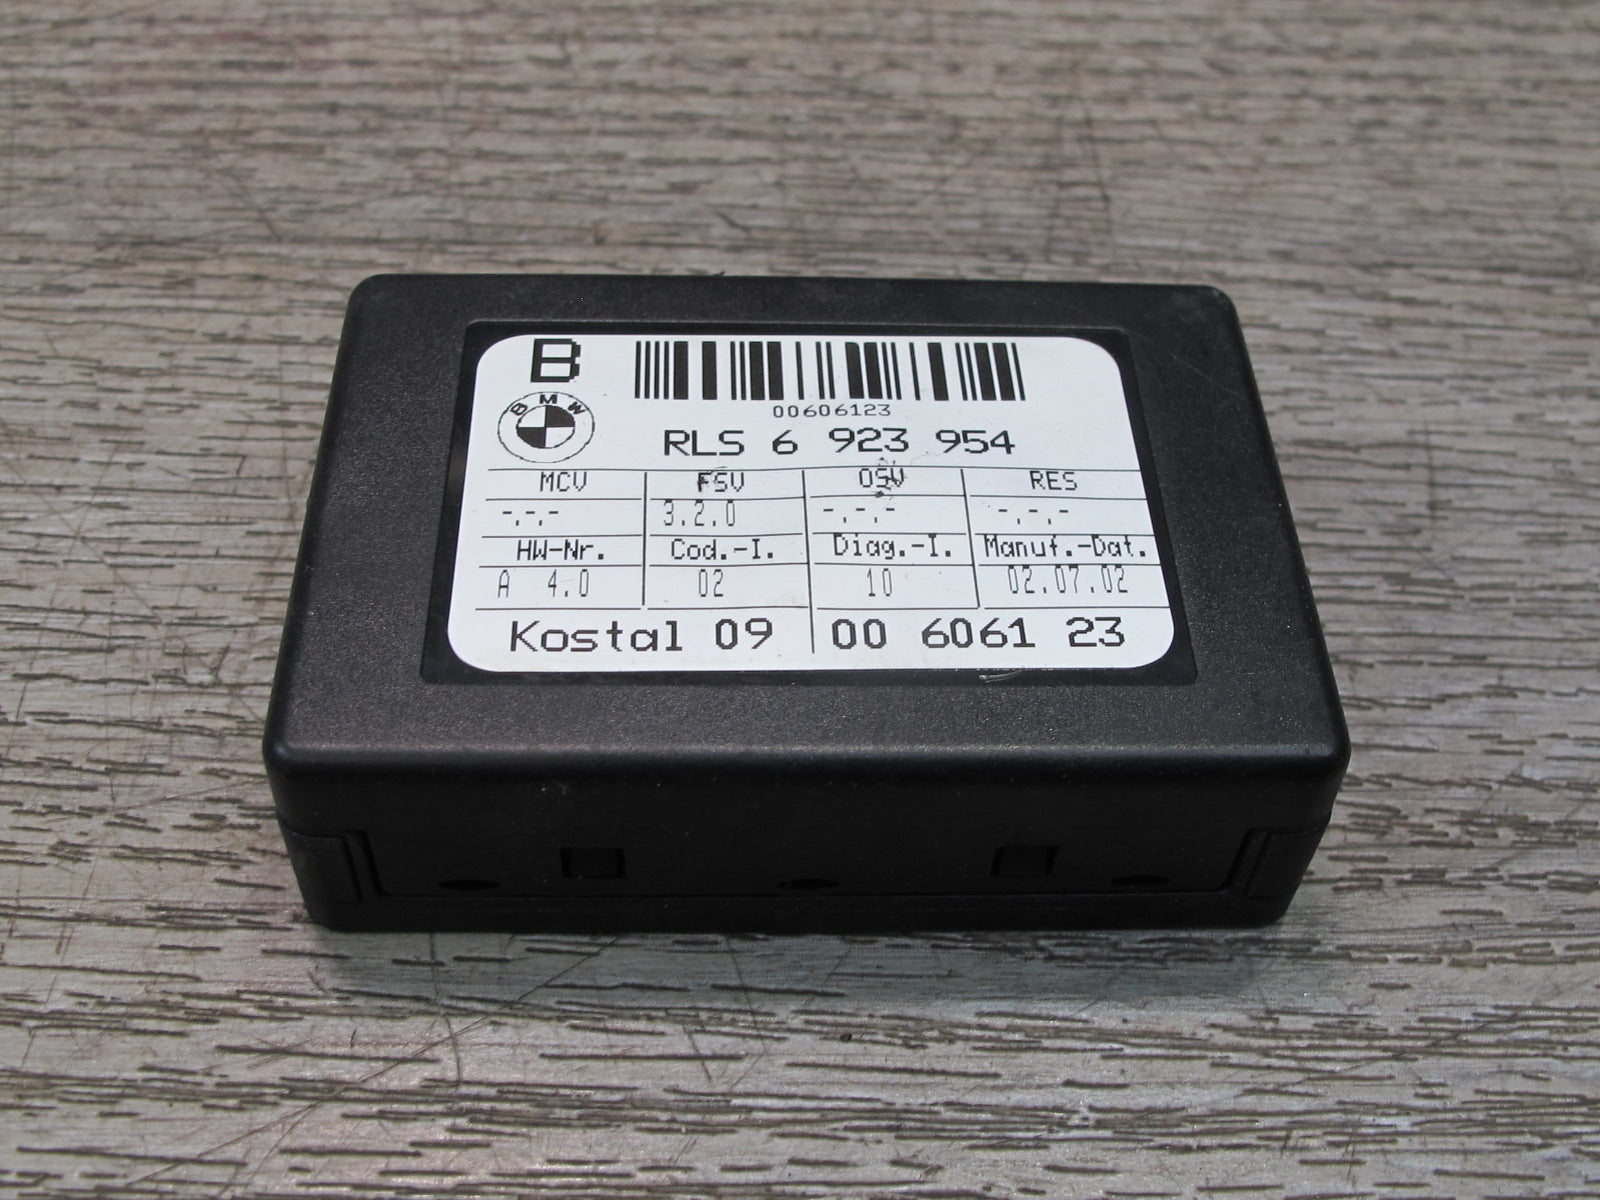 B
BMW
00606123
RLS 6 923 954
MCV FSV OSV RES
-.-.- 3.2.0 -.-.- -.-.-
HW-Nr. Cod.-I. Diag.-I. Manuf.-Dat.
A 4.0 02 10 02.07.02
Kostal 09 00 6061 23